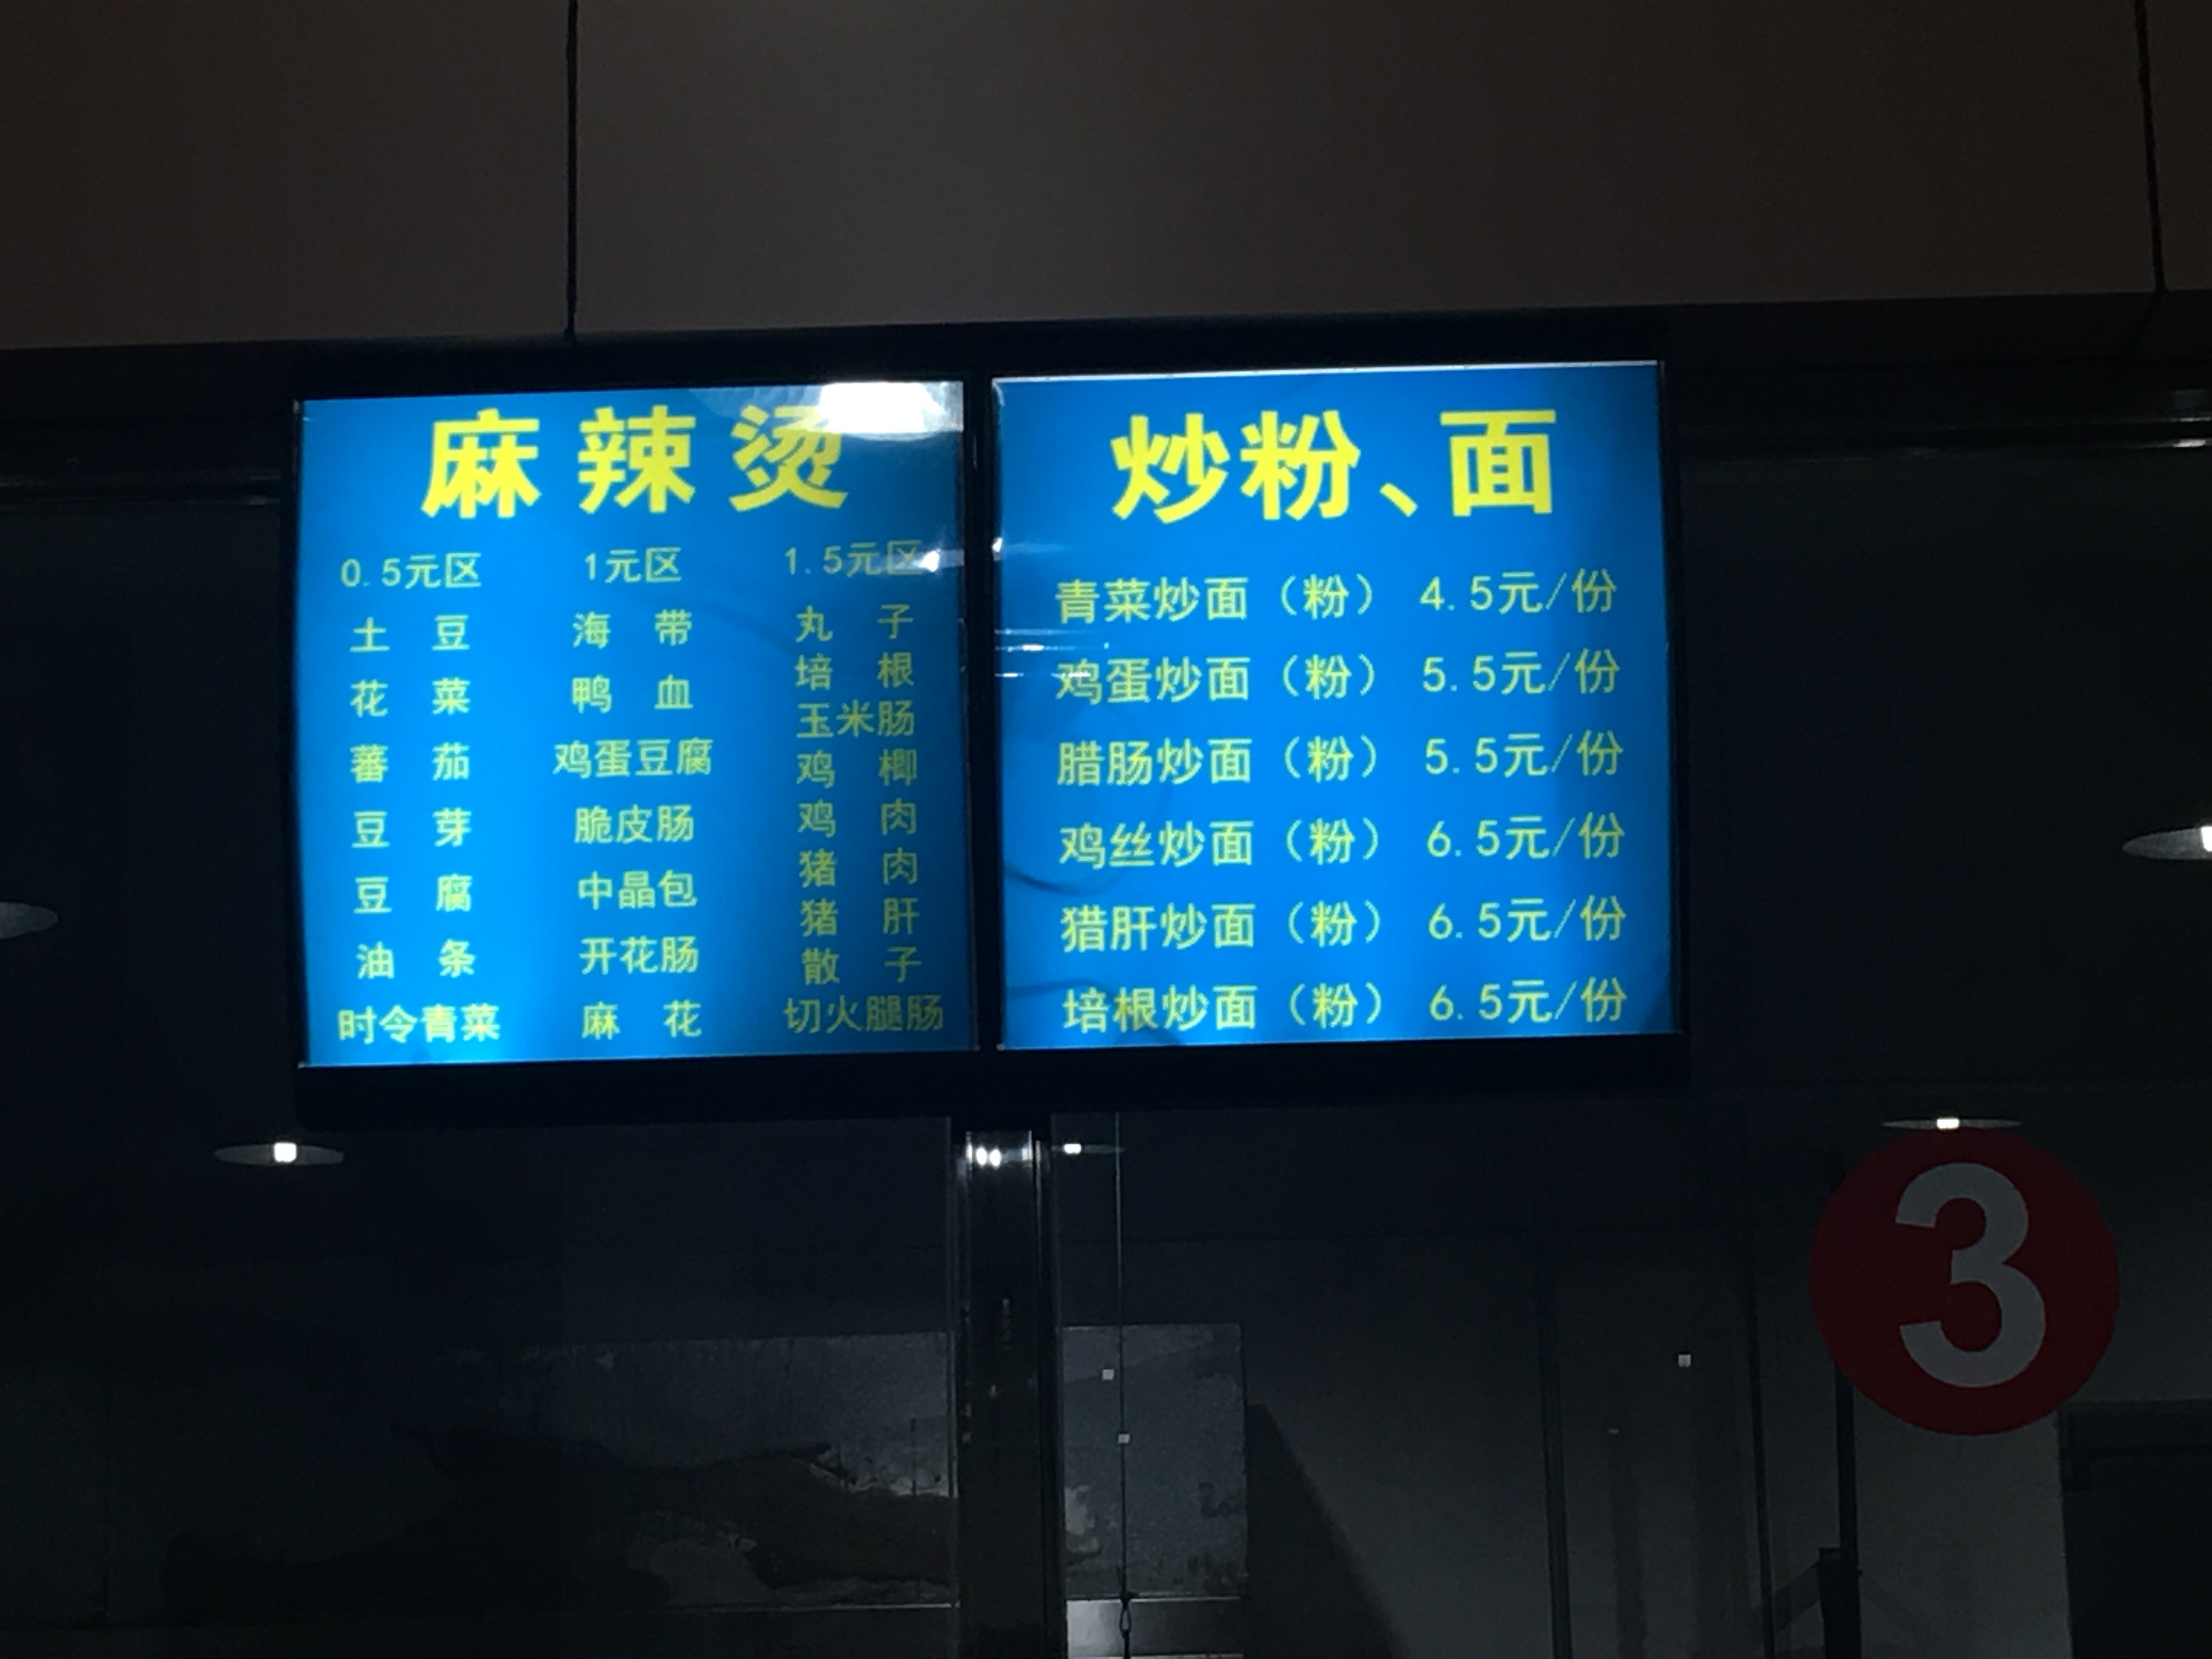 麻辣烫
0.5元区 1元区 1.5元区
土豆 海带 丸子
培根
花菜 鸭血 玉米肠
蕃茄 鸡蛋豆腐 鸡楖
豆芽 脆皮肠 鸡肉
豆腐 中晶包 猪肉
猪肝
油条 开花肠 散子
时令青菜 麻花 切火腿肠
炒粉、面
青菜炒面（粉） 4.5元/份
鸡蛋炒面（粉） 5.5元/份
腊肠炒面（粉） 5.5元/份
鸡丝炒面（粉） 6.5元/份
猎肝炒面（粉） 6.5元/份
培根炒面（粉） 6.5元/份
3